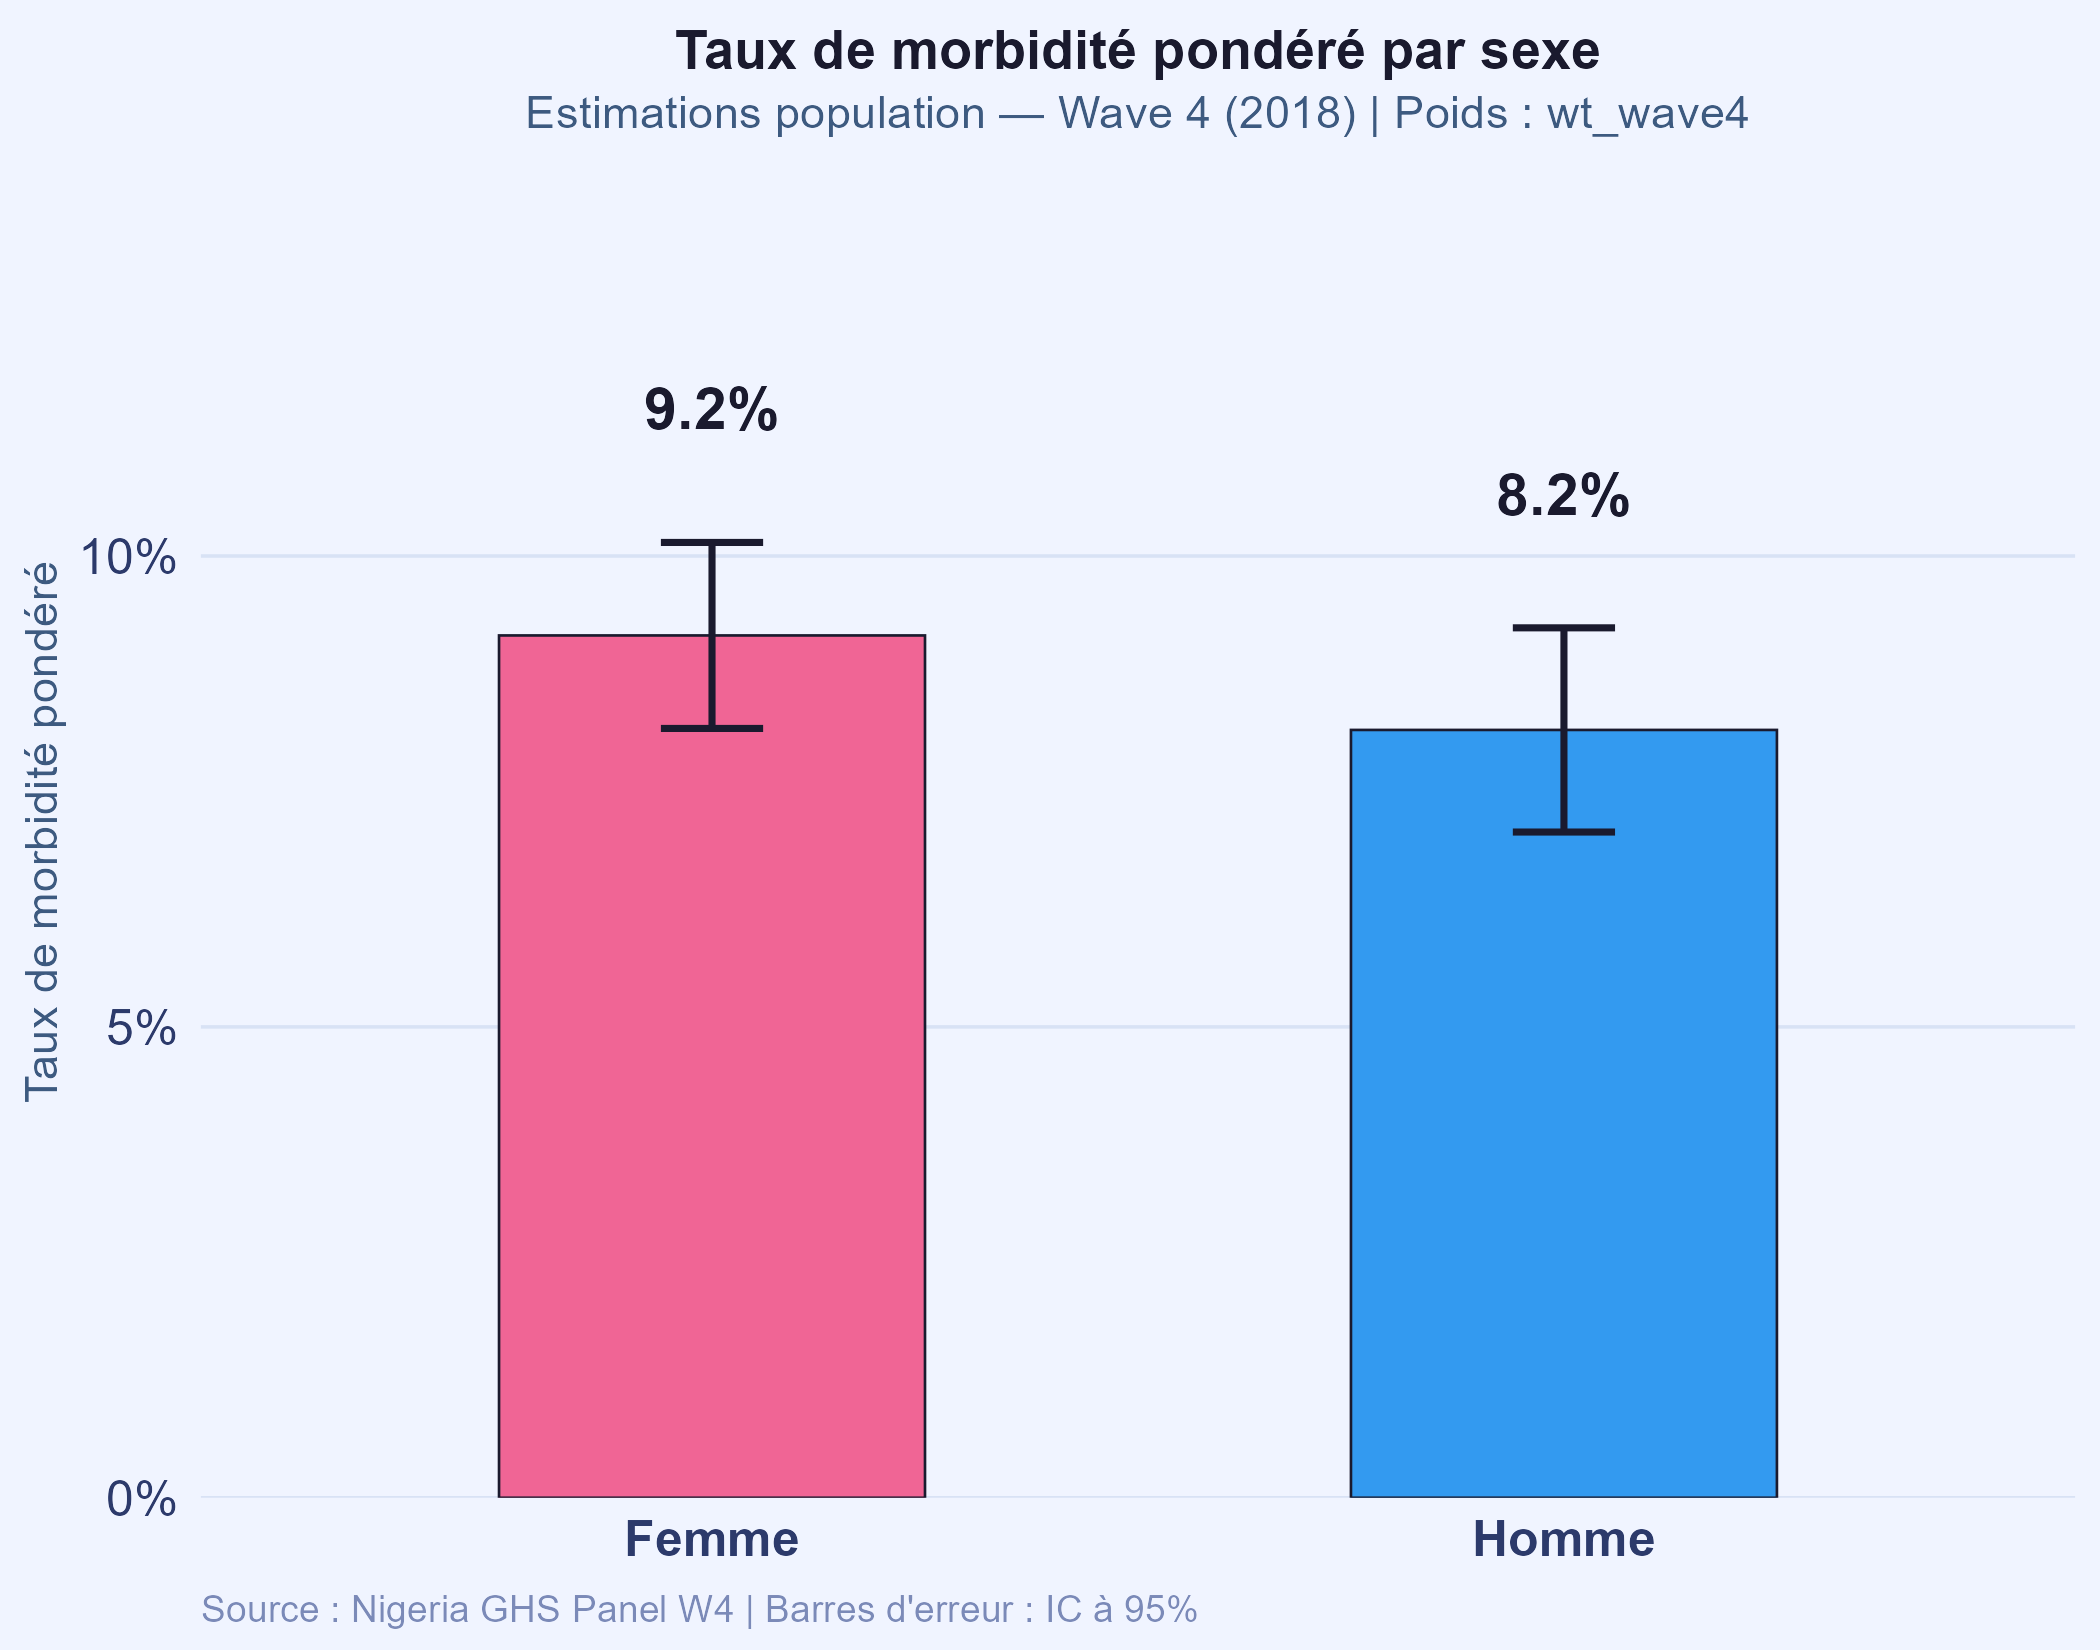 Taux de morbidité pondéré par sexe
Estimations population — Wave 4 (2018) | Poids : wt_wave4
9.2%
8.2%
Taux de morbidité pondéré
10%
5%
0%
Femme
Homme
Source : Nigeria GHS Panel W4 | Barres d'erreur : IC à 95%